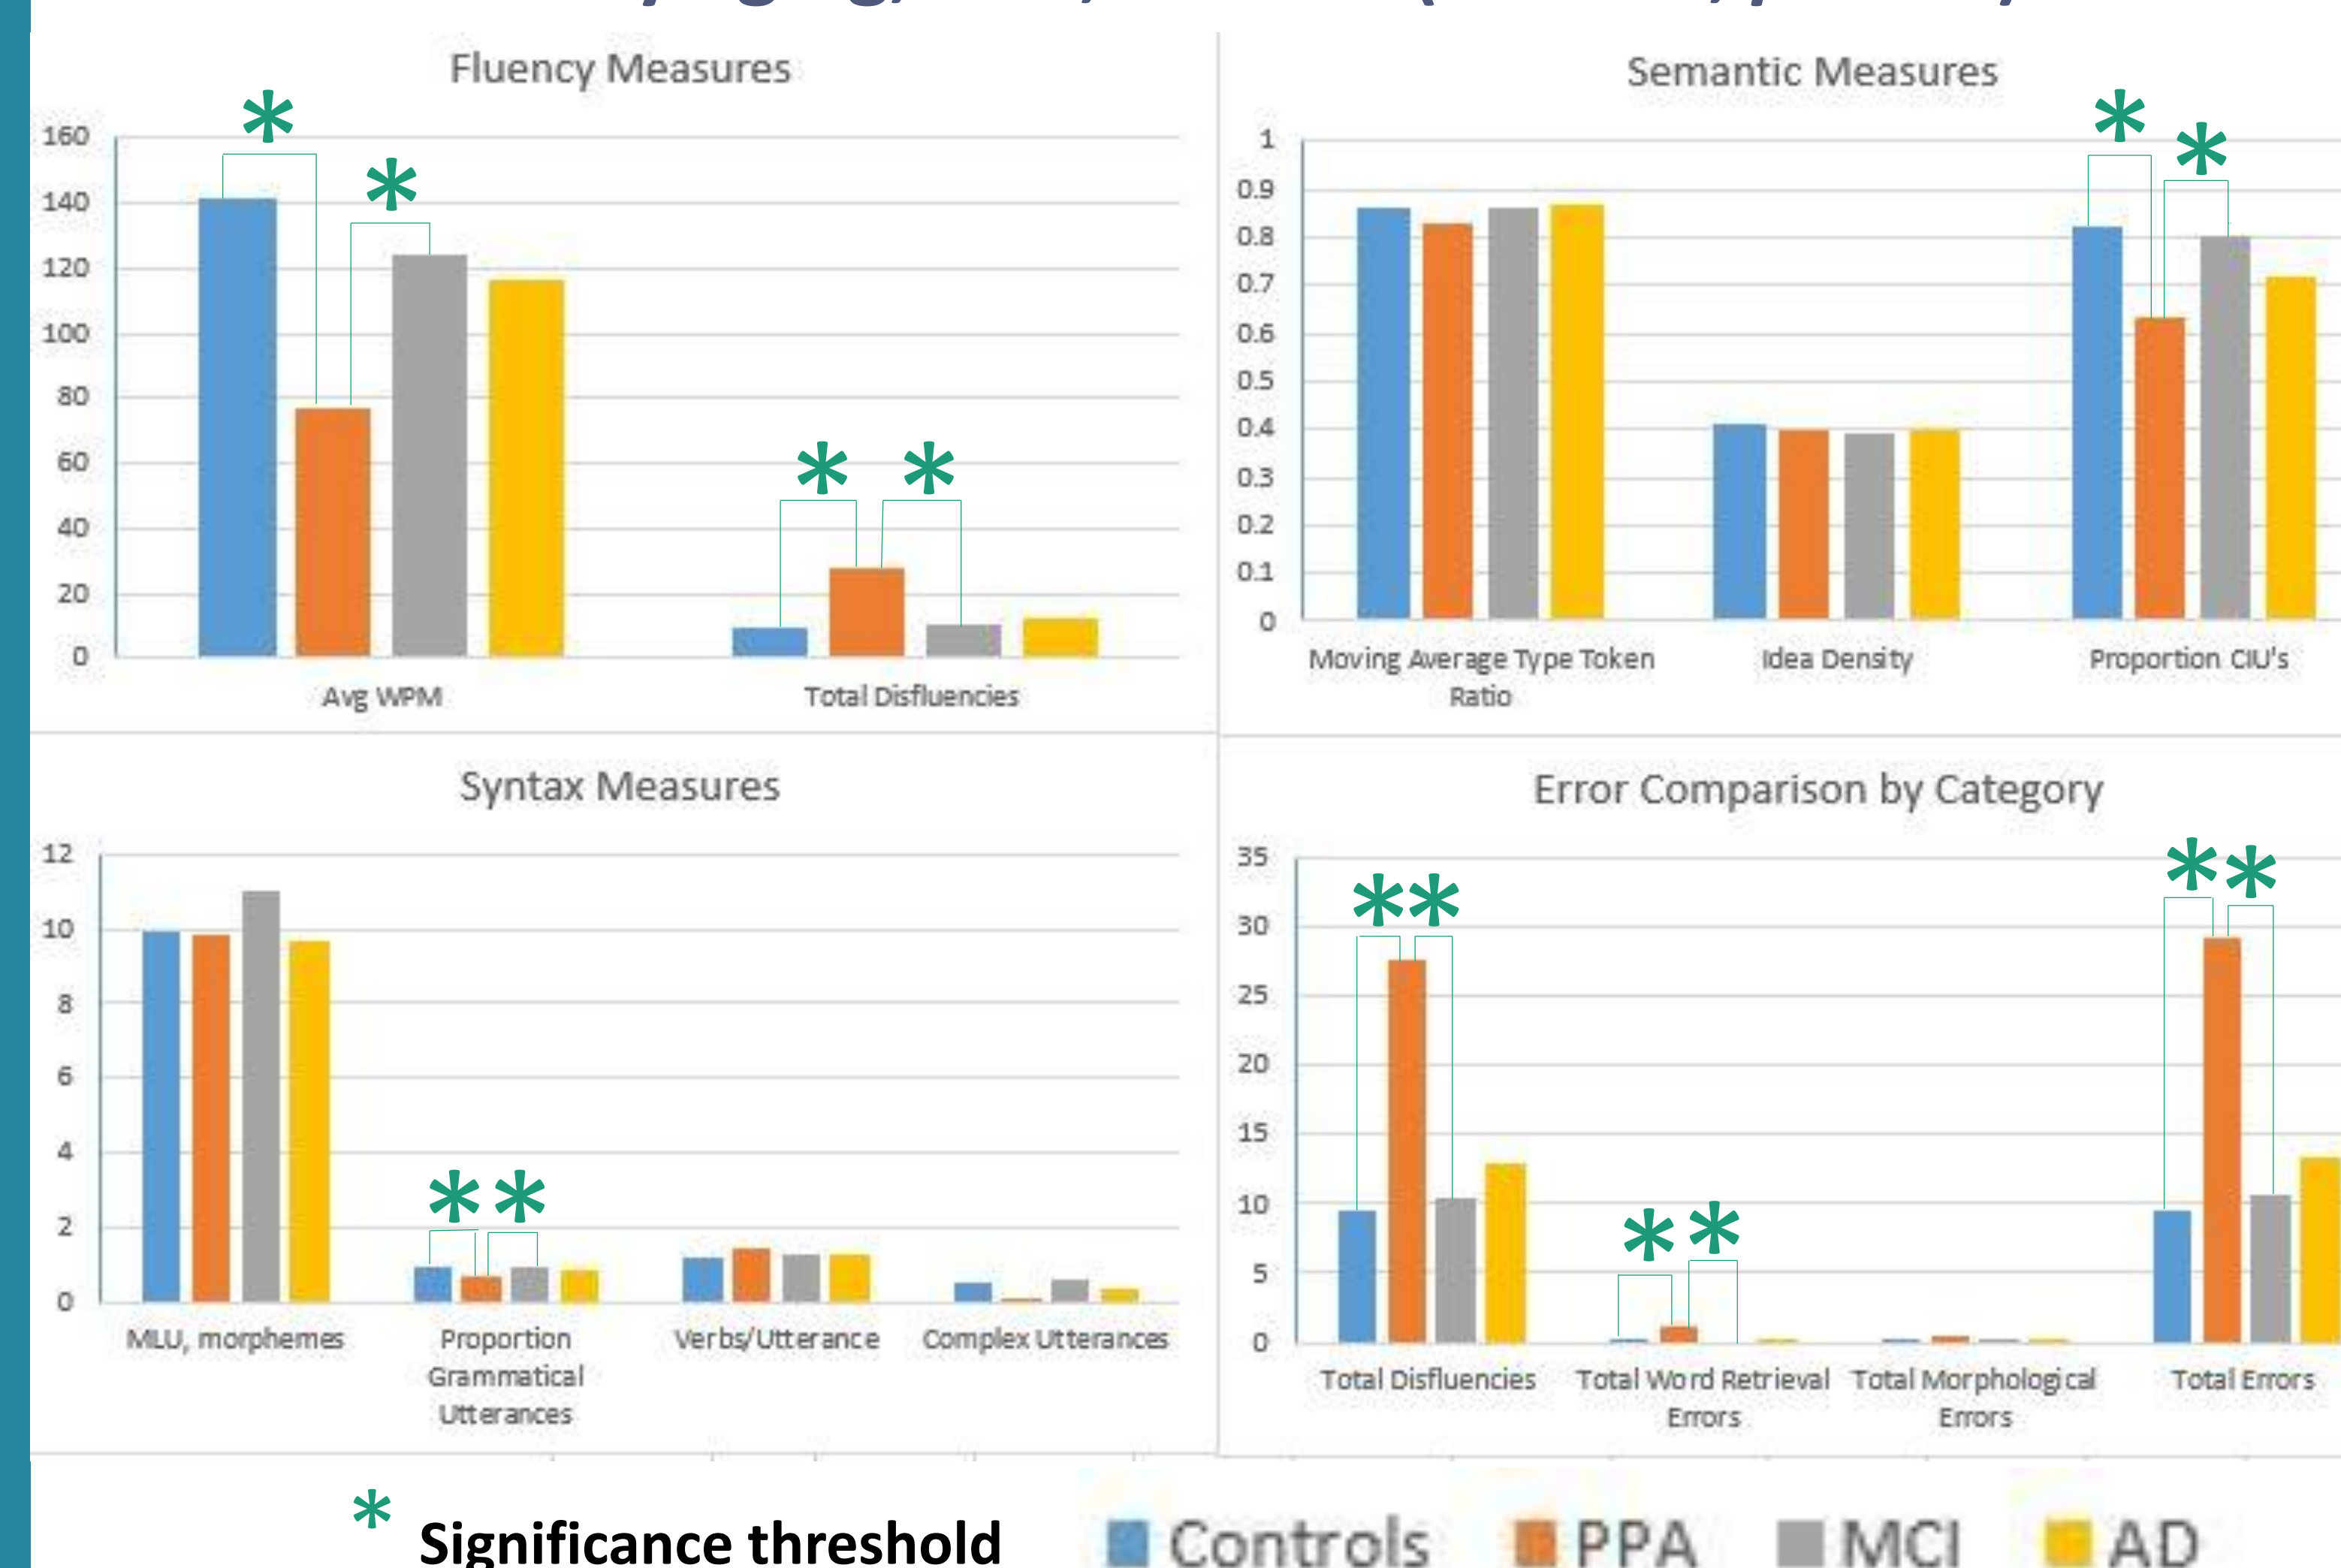 Fluency Measures
*
*
160
140
120
100
80
60
40
20
0
* *
Avg WPM
Total Disfluencies
Semantic Measures
*
*
1
0.9
0.8
0.7
0.6
0.5
0.4
0.3
0.2
0.1
0
Moving Average Type Token
Ratio
Idea Density
Proportion CIU's
Syntax Measures
12
10
8
6
4
2
0
* *
MLU, morphemes
Proportion
Grammatical
Utterances
Verbs/Utterance
Complex Utterances
Error Comparison by Category
35
30
25
20
15
10
5
0
* *
* *
* *
Total Disfluencies
Total Word Retrieval
Errors
Total Morphological
Errors
Total Errors
* Significance threshold
Controls PPA MCI AD